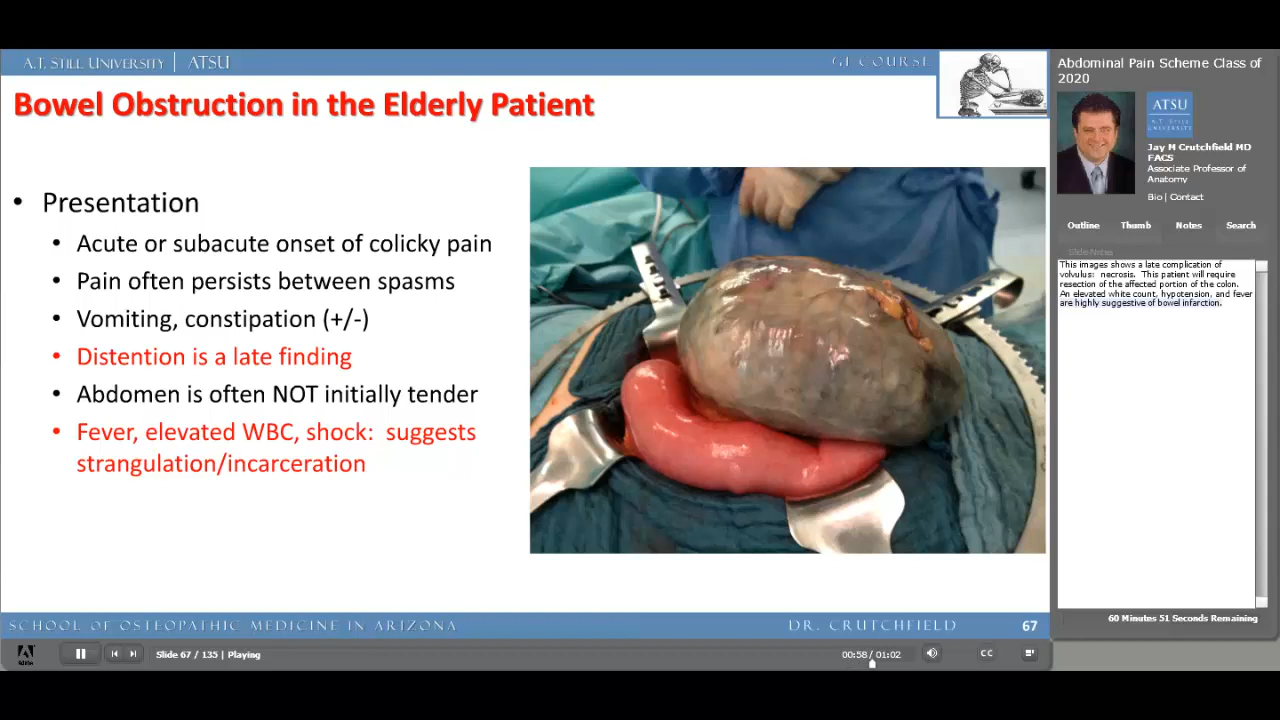 A.T. STILL UNIVERSITY | ATSU
GI COURSE
Bowel Obstruction in the Elderly Patient
• Presentation
• Acute or subacute onset of colicky pain
• Pain often persists between spasms
• Vomiting, constipation (+/-)
• Distention is a late finding
• Abdomen is often NOT initially tender
• Fever, elevated WBC, shock: suggests
strangulation/incarceration
SCHOOL OF OSTEOPATHIC MEDICINE IN ARIZONA
DR. CRUTCHFIELD
67
Abdominal Pain Scheme Class of
2020
ATSU
A.T. STILL
UNIVERSITY
Jay M Crutchfield MD
FACS
Associate Professor of
Anatomy
Bio | Contact
Outline Thumb Notes Search
Slide Notes
This images shows a late complication of
volvulus: necrosis. This patient will require
resection of the affected portion of the colon.
An elevated white count, hypotension, and fever
are highly suggestive of bowel infarction.
60 Minutes 51 Seconds Remaining
Adobe
Slide 67 / 135 | Playing
00:58 / 01:02
CC